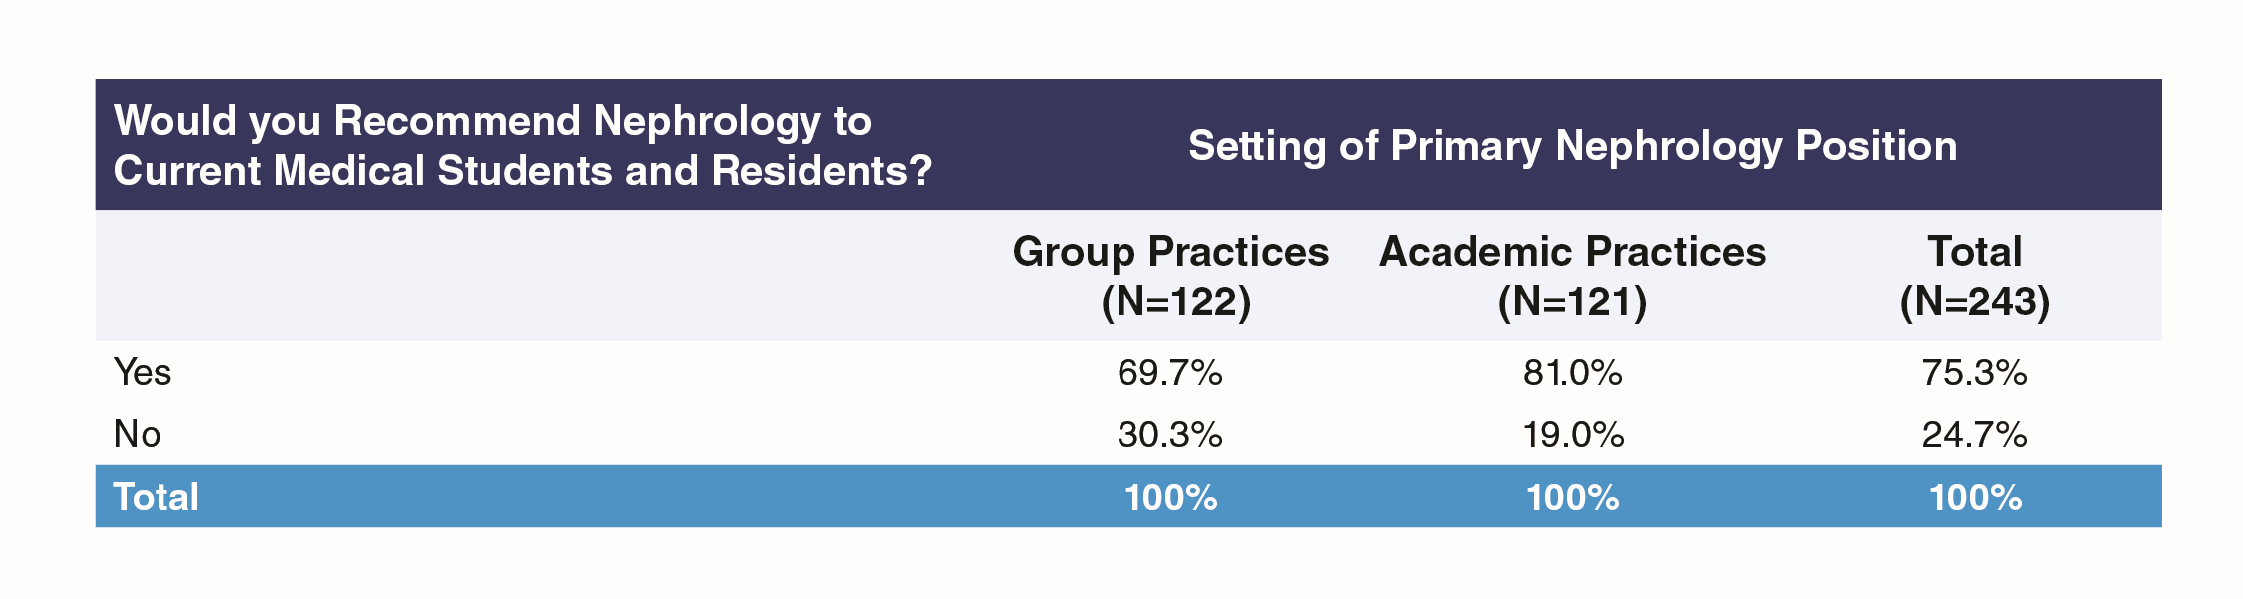 Would you Recommend Nephrology to
Current Medical Students and Residents?
Setting of Primary Nephrology Position
Group Practices Academic Practices Total
(N=122) (N=121) (N=243)
Yes 69.7% 81.0% 75.3%
No 30.3% 19.0% 24.7%
Total 100% 100% 100%